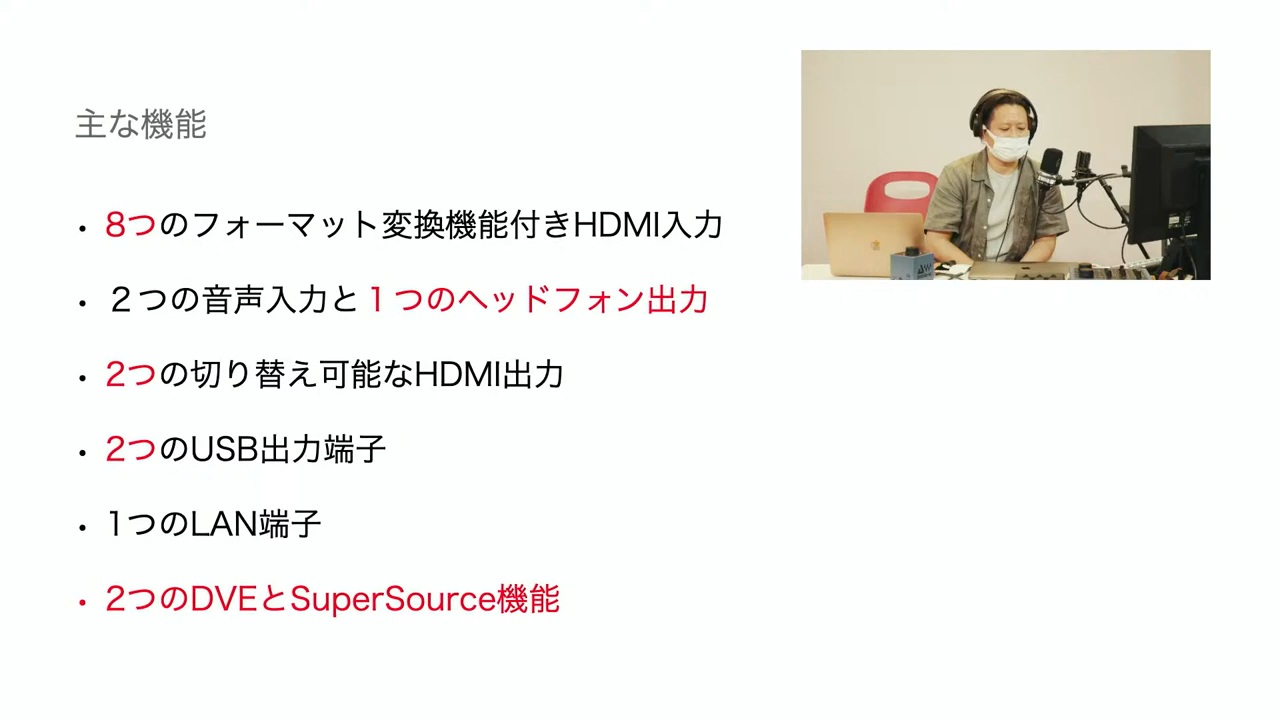 主な機能
・8つのフォーマット変換機能付きHDMI入力
・２つの音声入力と１つのヘッドフォン出力
・2つの切り替え可能なHDMI出力
・2つのUSB出力端子
・1つのLAN端子
・2つのDVEとSuperSource機能